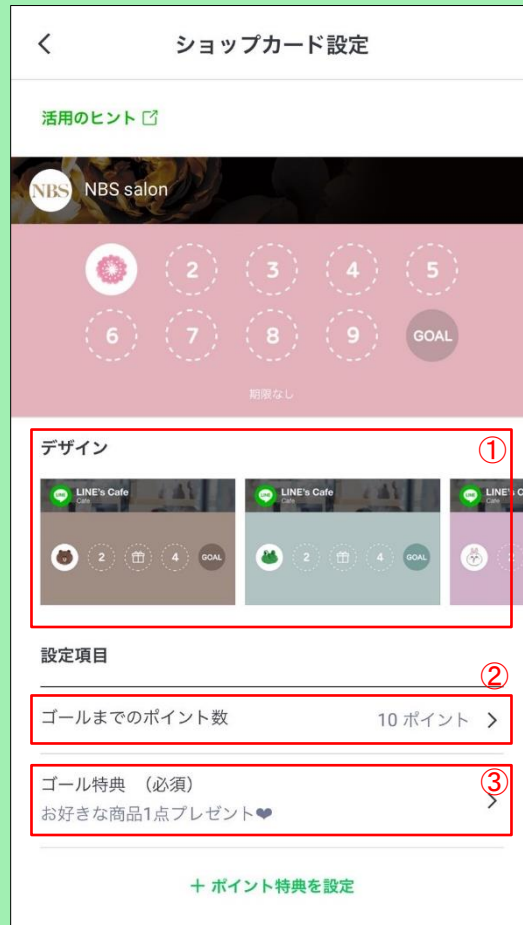 ショップカード設定
活用のヒント
NBS NBS salon
2 3 4 5
6 7 8 9 GOAL
期限なし
デザイン ①
LINE LINE's Cafe
Cafe
2 4 GOAL
LINE LINE's Cafe
Cafe
2 4 GOAL
LINE LINE's C
Cafe
設定項目
②
ゴールまでのポイント数 10 ポイント
ゴール特典 (必須) ③
お好きな商品1点プレゼント❤
+ ポイント特典を設定